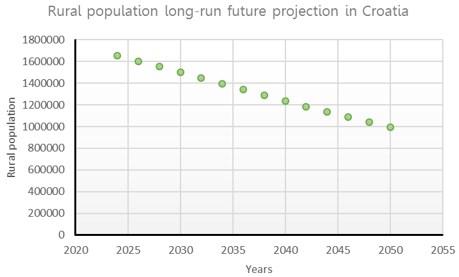 Rural population long-run future projection in Croatia
1800000
1600000
1400000
1200000
1000000
800000
600000
400000
200000
0
Rural population
2020 2025 2030 2035 2040 2045 2050 2055
Years